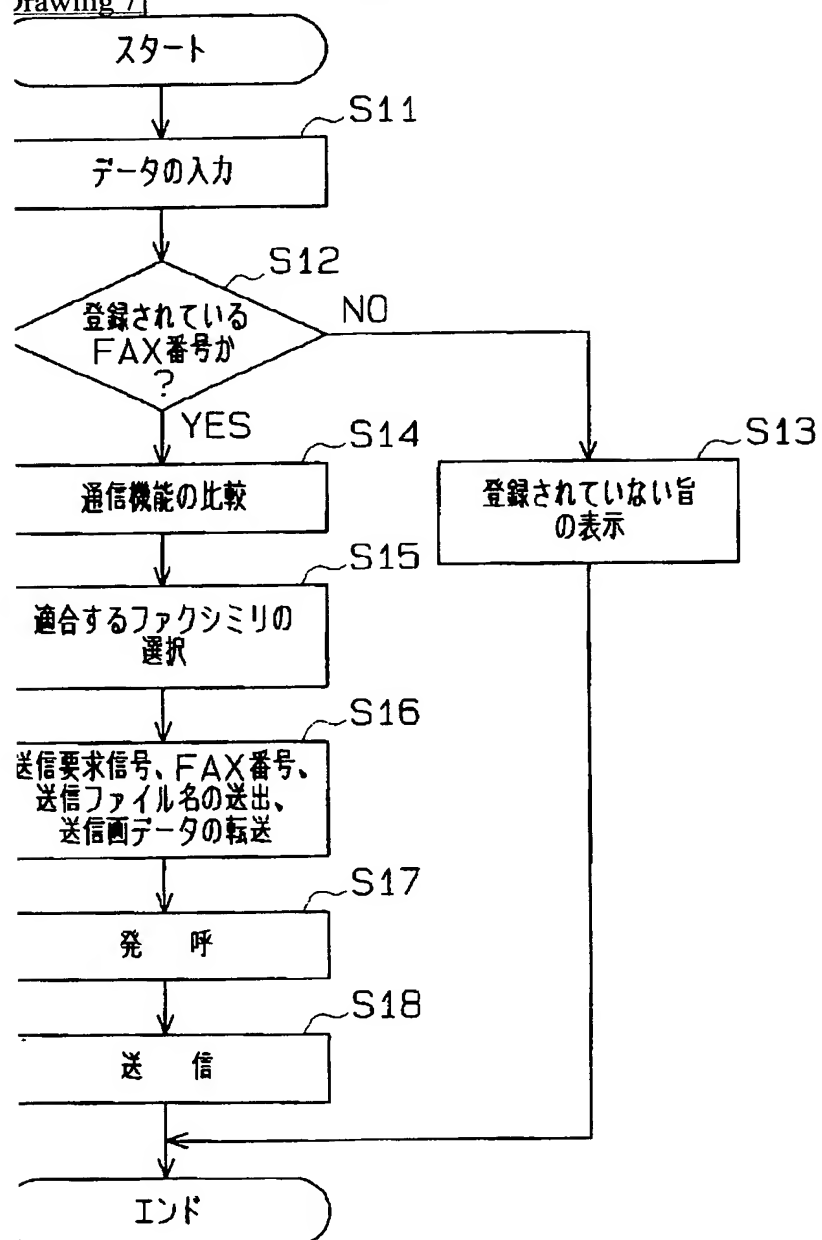 Drawing 7]
スタート
S11
データの入力
S12
登録されている
FAX番号か
?
NO
YES
S14
S13
通信機能の比較
登録されていない旨
の表示
S15
適合するファクシミリの
選択
S16
送信要求信号、FAX番号、
送信ファイル名の送出、
送信画データの転送
S17
発 呼
S18
送 信
エンド